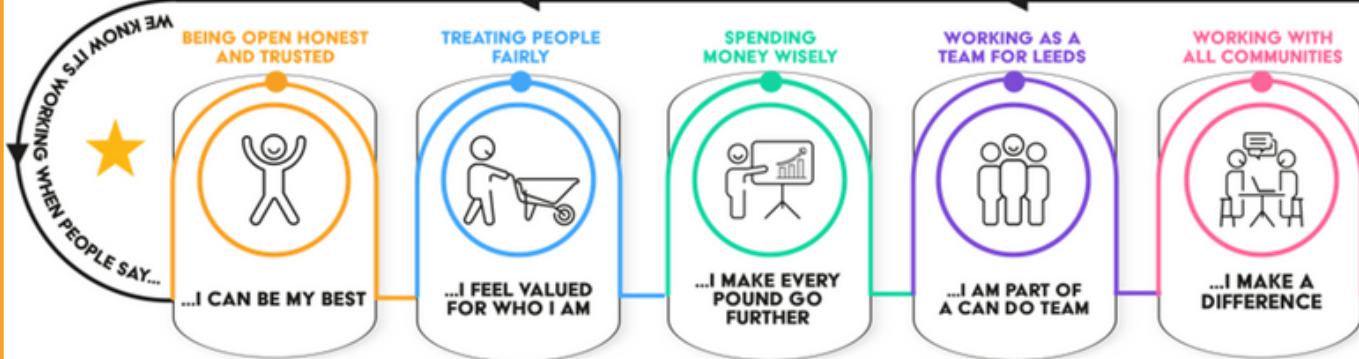 WE KNOW IT'S WORKING WHEN PEOPLE SAY...
BEING OPEN HONEST
AND TRUSTED
...I CAN BE MY BEST
TREATING PEOPLE
FAIRLY
...I FEEL VALUED
FOR WHO I AM
SPENDING
MONEY WISELY
...I MAKE EVERY
POUND GO
FURTHER
WORKING AS A
TEAM FOR LEEDS
...I AM PART OF
A CAN DO TEAM
WORKING WITH
ALL COMMUNITIES
...I MAKE A
DIFFERENCE